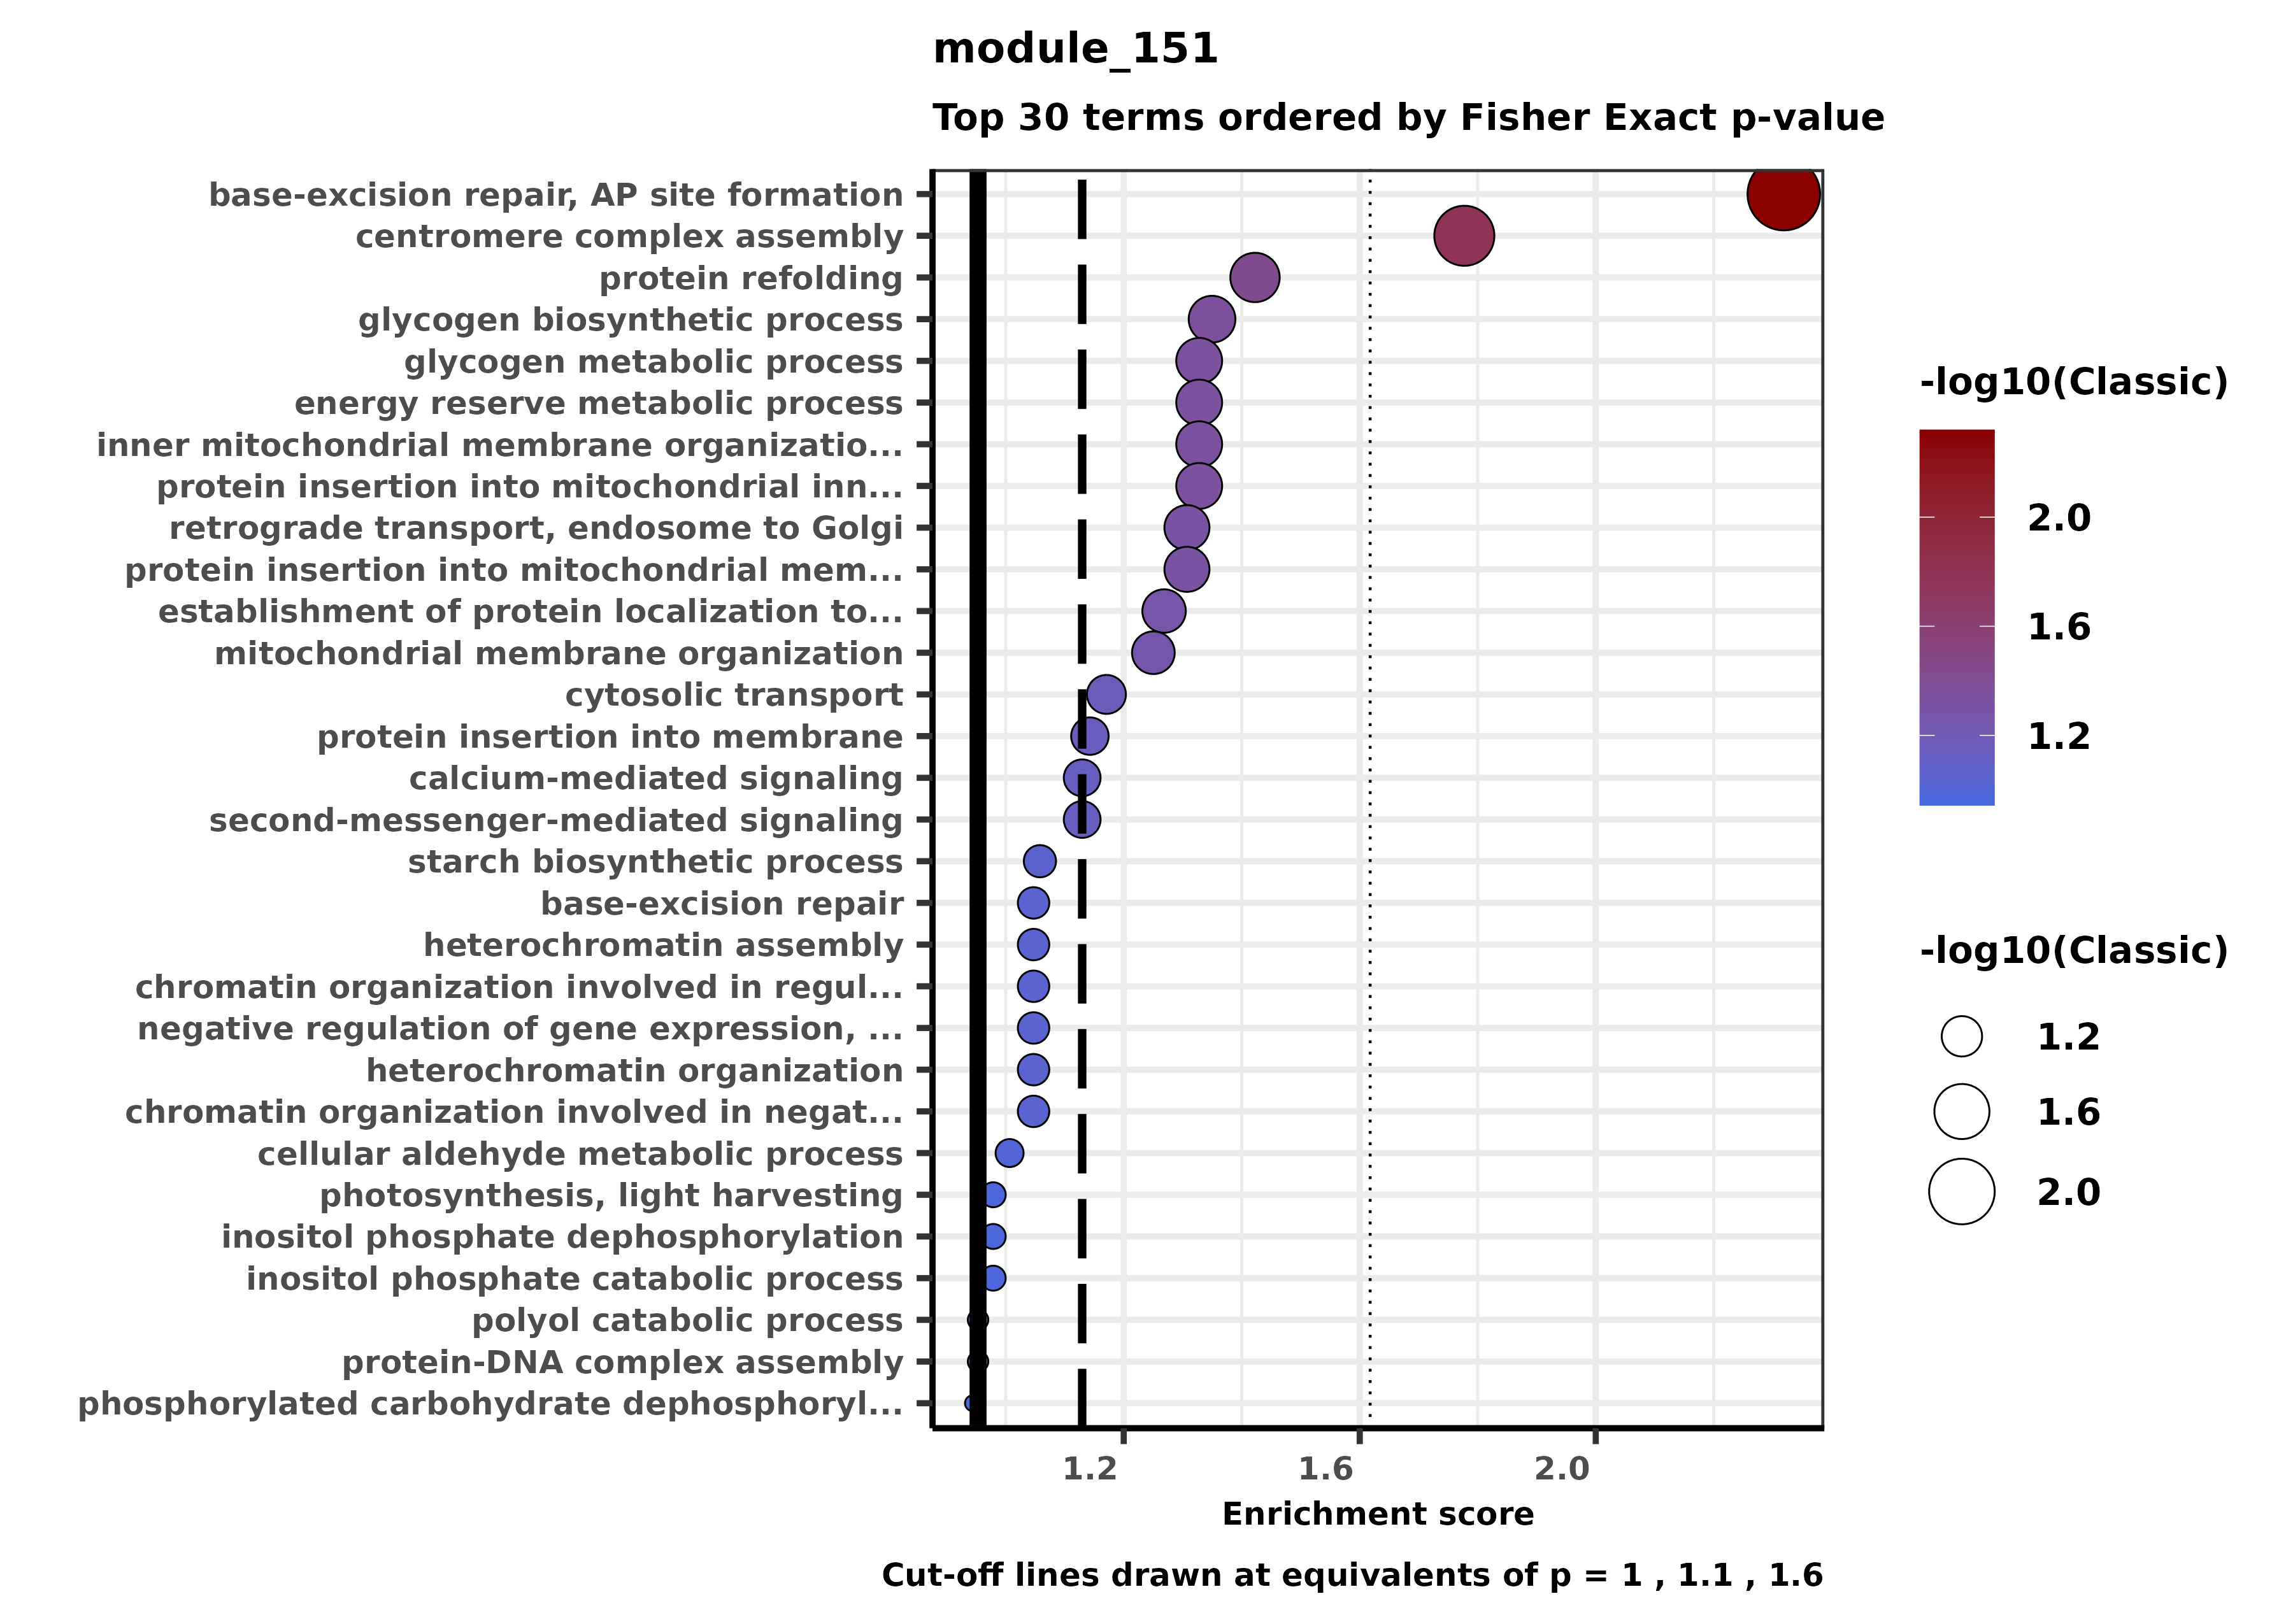 module_151
Top 30 terms ordered by Fisher Exact p-value
base-excision repair, AP site formation
centromere complex assembly
protein refolding
glycogen biosynthetic process
glycogen metabolic process
energy reserve metabolic process
inner mitochondrial membrane organizatio...
protein insertion into mitochondrial inn...
retrograde transport, endosome to Golgi
protein insertion into mitochondrial mem...
establishment of protein localization to...
mitochondrial membrane organization
cytosolic transport
protein insertion into membrane
calcium-mediated signaling
second-messenger-mediated signaling
starch biosynthetic process
base-excision repair
heterochromatin assembly
chromatin organization involved in regul...
negative regulation of gene expression, ...
heterochromatin organization
chromatin organization involved in negat...
cellular aldehyde metabolic process
photosynthesis, light harvesting
inositol phosphate dephosphorylation
inositol phosphate catabolic process
polyol catabolic process
protein-DNA complex assembly
phosphorylated carbohydrate dephosphoryl...
1.2 1.6 2.0
Enrichment score
Cut-off lines drawn at equivalents of p = 1 , 1.1 , 1.6
-log10(Classic)
2.0
1.6
1.2
-log10(Classic)
1.2
1.6
2.0